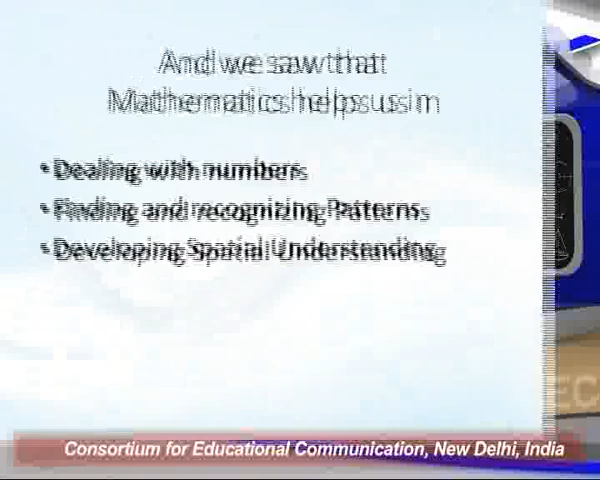 And we saw that
Mathematics helps us in
• Dealing with numbers
• Finding and recognizing Patterns
• Developing Spatial Understanding
EC
Consortium for Educational Communication, New Delhi, India